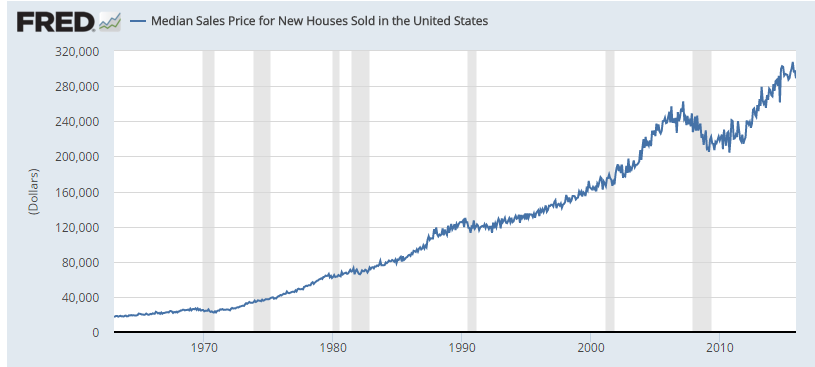 FRED
Median Sales Price for New Houses Sold in the United States
320,000
280,000
240,000
200,000
160,000
120,000
80,000
40,000
0
(Dollars)
1970 1980 1990 2000 2010